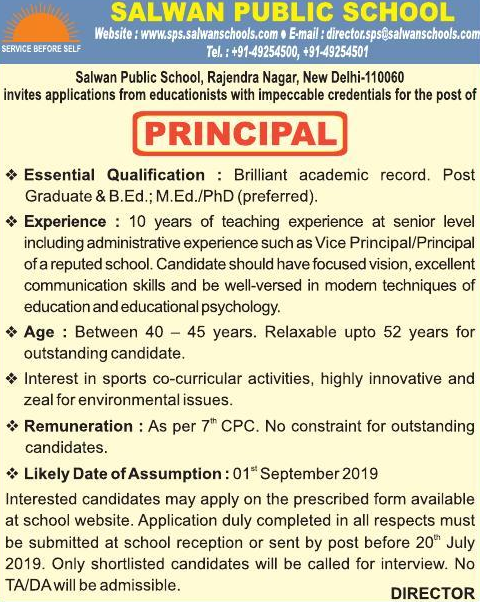 SALWAN PUBLIC SCHOOL
Website : www.sps.salwanschools.com ● E-mail : director.sps@salwanschools.com
SERVICE BEFORE SELF
Tel. : +91-49254500, +91-49254501
Salwan Public School, Rajendra Nagar, New Delhi-110060
invites applications from educationists with impeccable credentials for the post of
PRINCIPAL
❖ Essential Qualification : Brilliant academic record. Post
Graduate & B.Ed.; M.Ed./PhD (preferred).
❖ Experience : 10 years of teaching experience at senior level
including administrative experience such as Vice Principal/Principal
of a reputed school. Candidate should have focused vision, excellent
communication skills and be well-versed in modern techniques of
education and educational psychology.
❖ Age : Between 40 – 45 years. Relaxable upto 52 years for
outstanding candidate.
❖ Interest in sports co-curricular activities, highly innovative and
zeal for environmental issues.
❖ Remuneration : As per 7th CPC. No constraint for outstanding
candidates.
❖ Likely Date of Assumption : 01st September 2019
Interested candidates may apply on the prescribed form available
at school website. Application duly completed in all respects must
be submitted at school reception or sent by post before 20th July
2019. Only shortlisted candidates will be called for interview. No
TA/DA will be admissible.
DIRECTOR